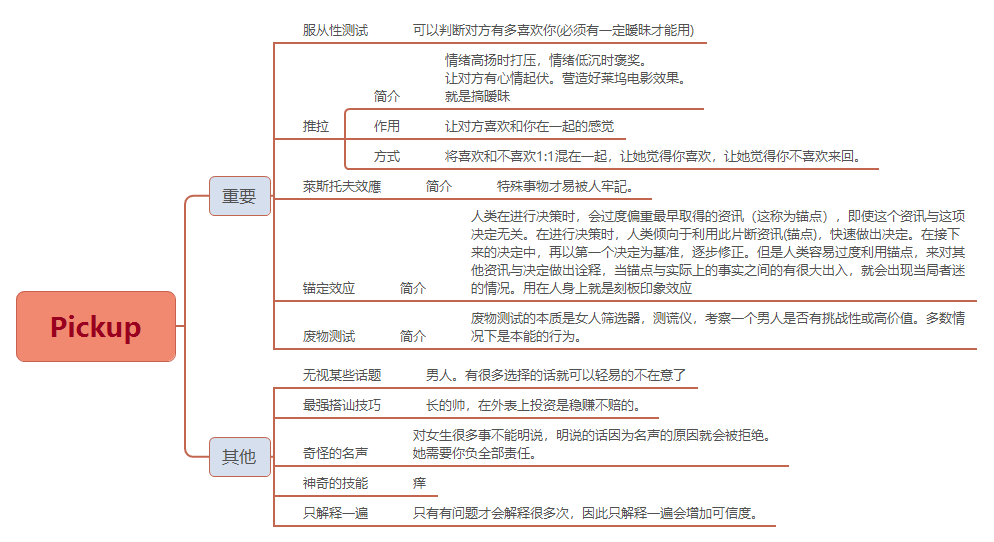 Pickup
重要
服从性测试
可以判断对方有多喜欢你(必须有一定暧昧才能用)
推拉
简介
情绪高扬时打压，情绪低沉时褒奖。
让对方有心情起伏。营造好莱坞电影效果。
就是搞暧昧
作用
让对方喜欢和你在一起的感觉
方式
将喜欢和不喜欢1:1混在一起，让她觉得你喜欢，让她觉得你不喜欢来回。
莱斯托夫效應
简介
特殊事物才易被人牢記。
锚定效应
简介
人类在进行决策时，会过度偏重最早取得的资讯（这称为锚点），即使这个资讯与这项
决定无关。在进行决策时，人类倾向于利用此片断资讯(锚点)，快速做出决定。在接下
来的决定中，再以第一个决定为基准，逐步修正。但是人类容易过度利用锚点，来对其
他资讯与决定做出诠释，当锚点与实际上的事实之间的有很大出入，就会出现当局者迷
的情况。用在人身上就是刻板印象效应
废物测试
简介
废物测试的本质是女人筛选器，测谎仪，考察一个男人是否有挑战性或高价值。多数情
况下是本能的行为。
其他
无视某些话题
男人。有很多选择的话就可以轻易的不在意了
最强搭讪技巧
长的帅，在外表上投资是稳赚不赔的。
奇怪的名声
对女生很多事不能明说，明说的话因为名声的原因就会被拒绝。
她需要你负全部责任。
神奇的技能
痒
只解释一遍
只有有问题才会解释很多次，因此只解释一遍会增加可信度。